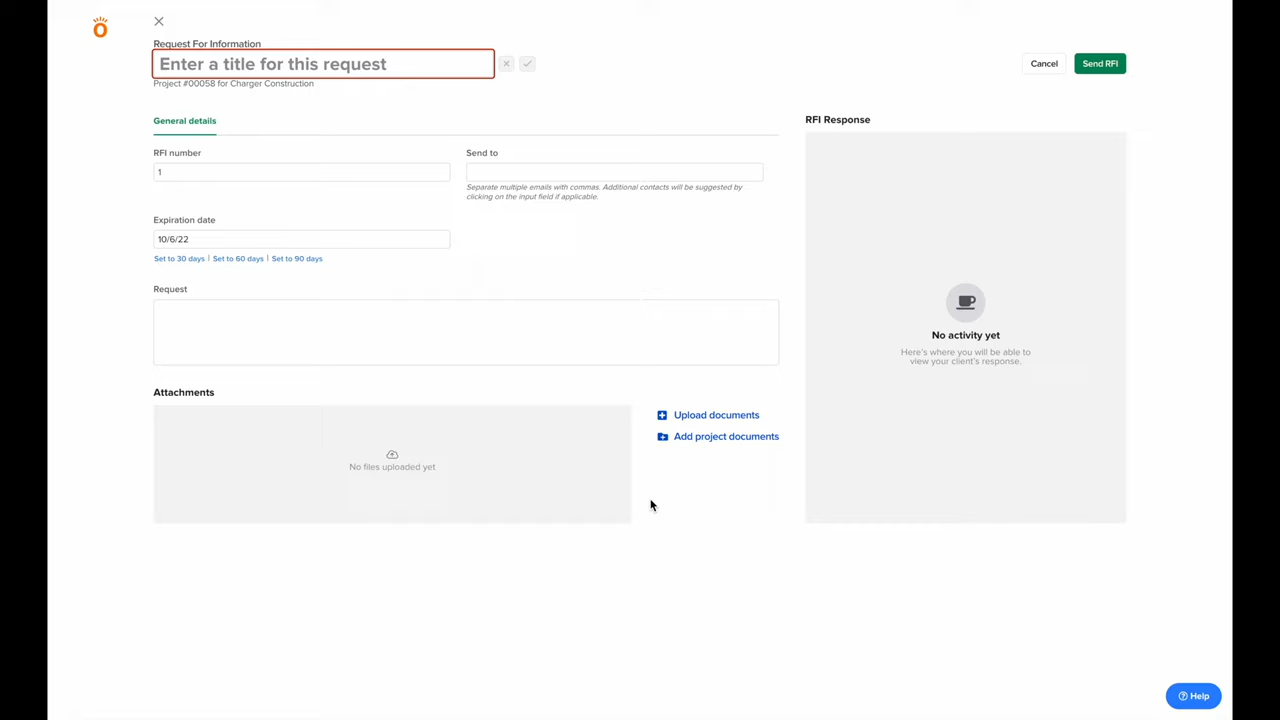 Request For Information
Enter a title for this request
Project #00058 for Charger Construction
Cancel
Send RFI
General details
RFI number
1
Send to
Separate multiple emails with commas. Additional contacts will be suggested by
clicking on the input field if applicable.
Expiration date
10/6/22
Set to 30 days | Set to 60 days | Set to 90 days
Request
Attachments
No files uploaded yet
Upload documents
Add project documents
RFI Response
No activity yet
Here's where you will be able to
view your client's response.
Help